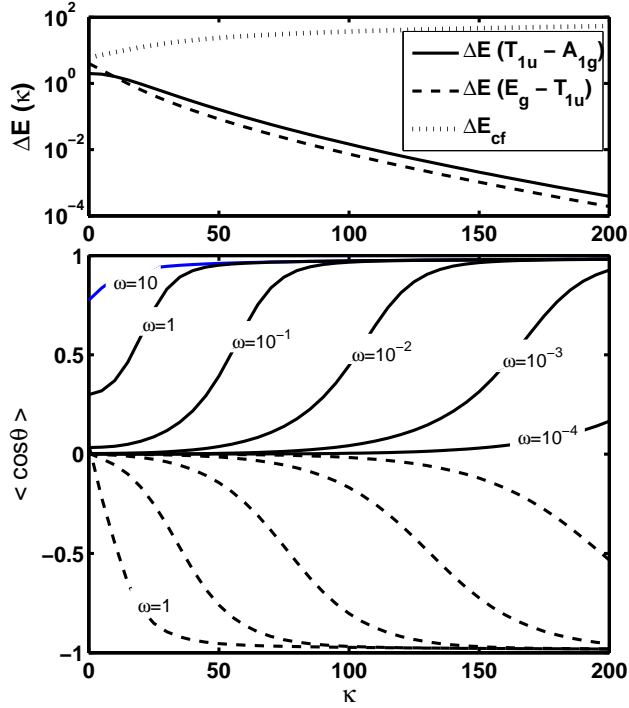 10²
10⁰
10⁻²
10⁻⁴
ΔE (κ)
ΔE (T₁ᵤ − A₁g)
ΔE (Eg − T₁ᵤ)
ΔEcf
0 50 100 150 200
1
0.5
0
−0.5
−1
< cosθ >
ω=10
ω=1
ω=10⁻¹
ω=10⁻²
ω=10⁻³
ω=10⁻⁴
ω=1
0 50 100 150 200
κ